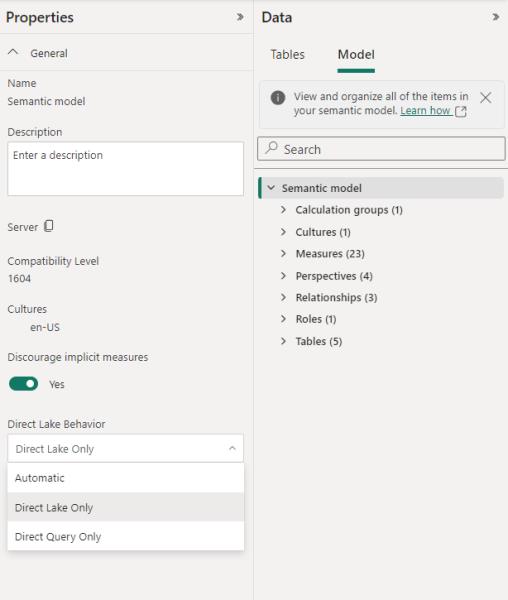 Properties
General
Name
Semantic model
Description
Enter a description
Server
Compatibility Level
1604
Cultures
en-US
Discourage implicit measures
Yes
Direct Lake Behavior
Direct Lake Only
Automatic
Direct Lake Only
Direct Query Only
Data
Tables
Model
View and organize all of the items in
your semantic model. Learn how
Search
Semantic model
Calculation groups (1)
Cultures (1)
Measures (23)
Perspectives (4)
Relationships (3)
Roles (1)
Tables (5)